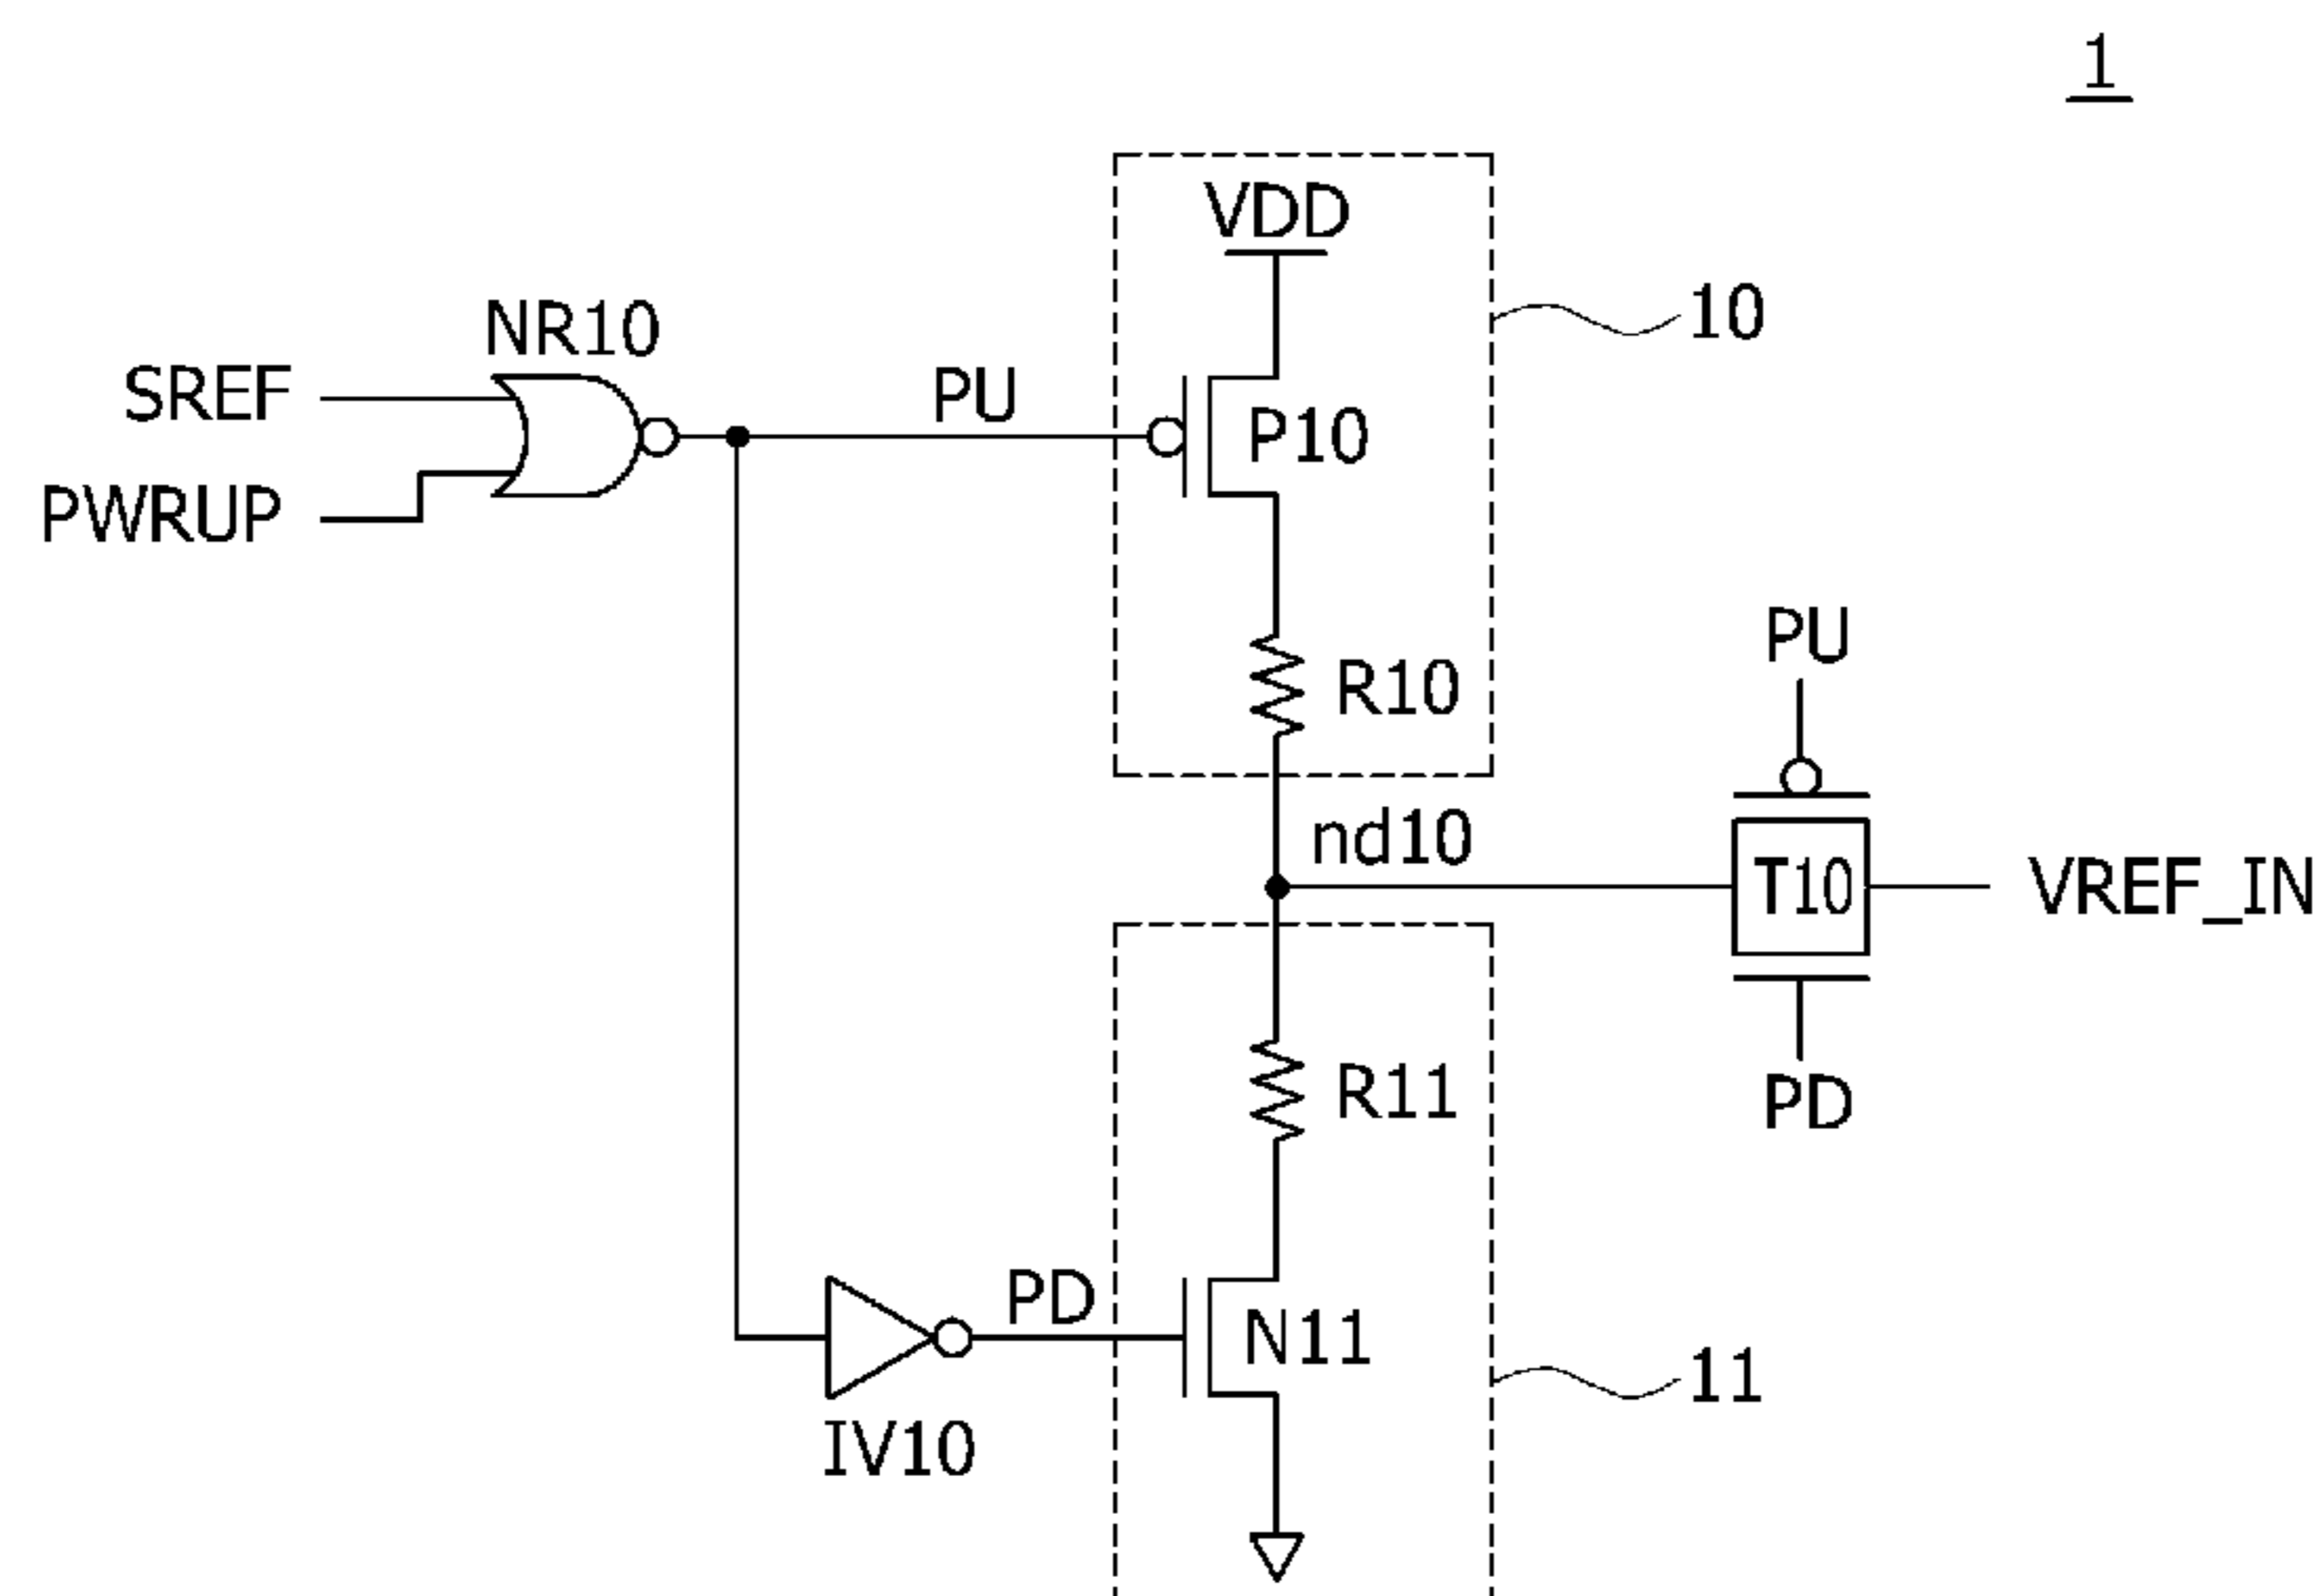 1
VDD
10
NR10
SREF
PU
P10
PWRUP
PU
R10
nd10
T10
VREF_IN
R11
PD
PD
N11
11
IV10